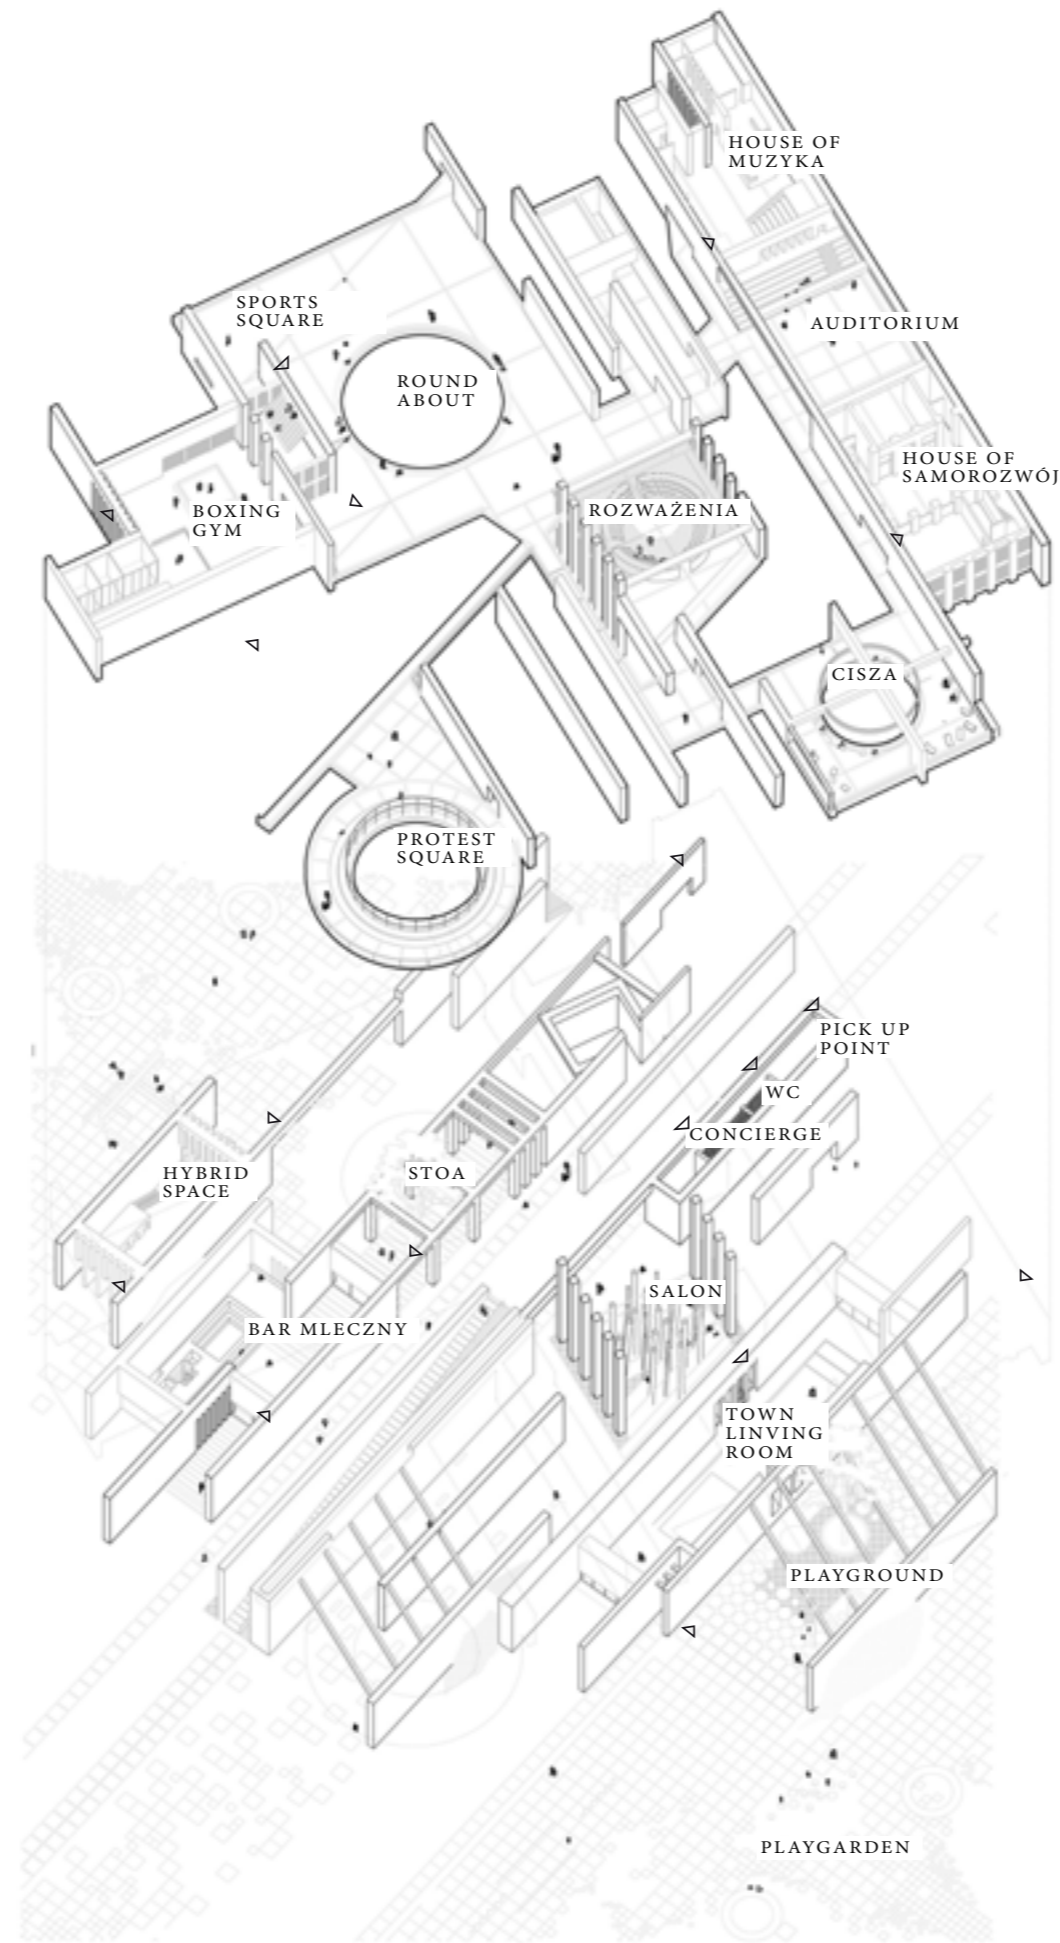 HOUSE OF
MUZYKA
SPORTS
SQUARE
AUDITORIUM
ROUND
ABOUT
HOUSE OF
SAMOROZWÓJ
BOXING
GYM
ROZWAŻENIA
CISZA
PROTEST
SQUARE
PICK UP
POINT
WC
CONCIERGE
HYBRID
SPACE
STOA
SALON
BAR MLECZNY
TOWN
LINVING
ROOM
PLAYGROUND
PLAYGARDEN